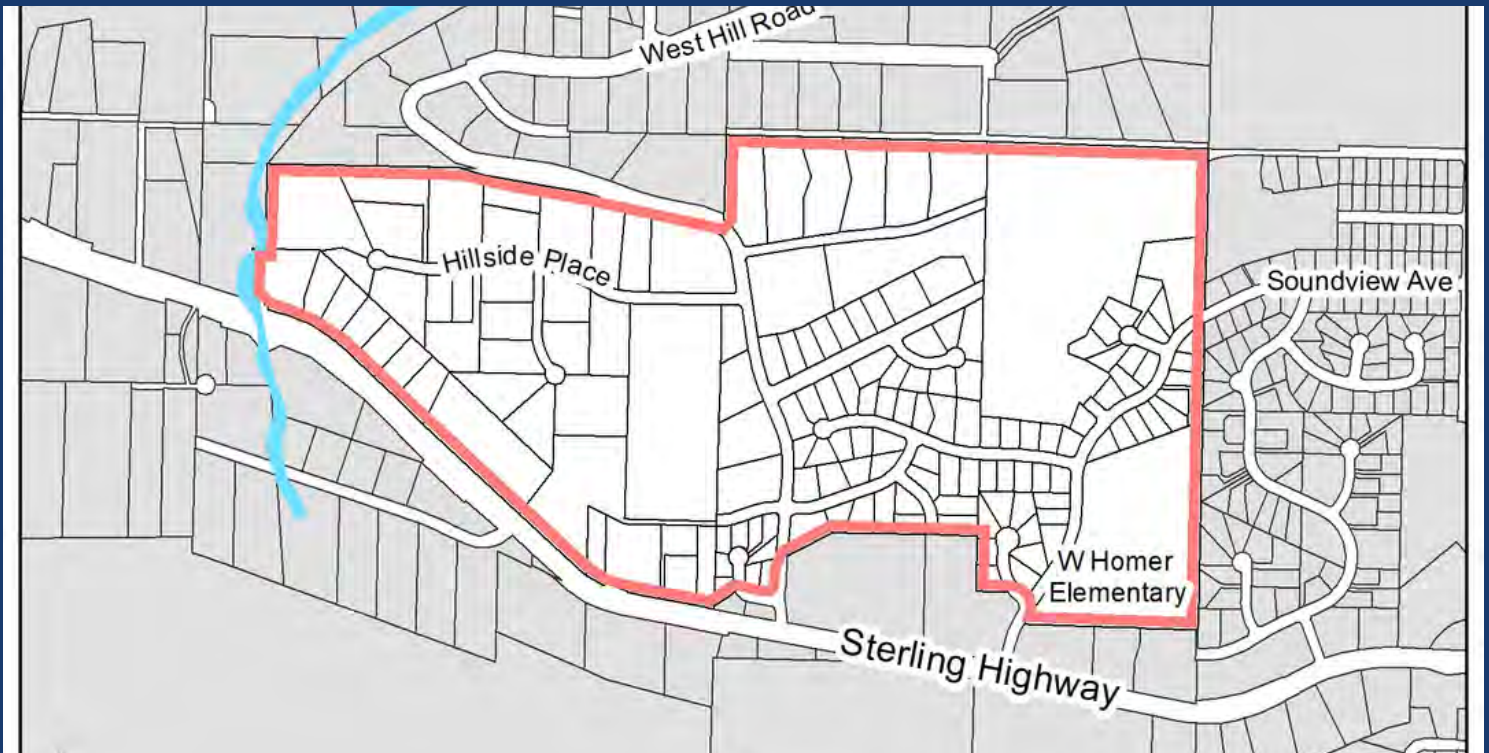 West Hill Road
Hillside Place
Soundview Ave
W Homer
Elementary
Sterling Highway